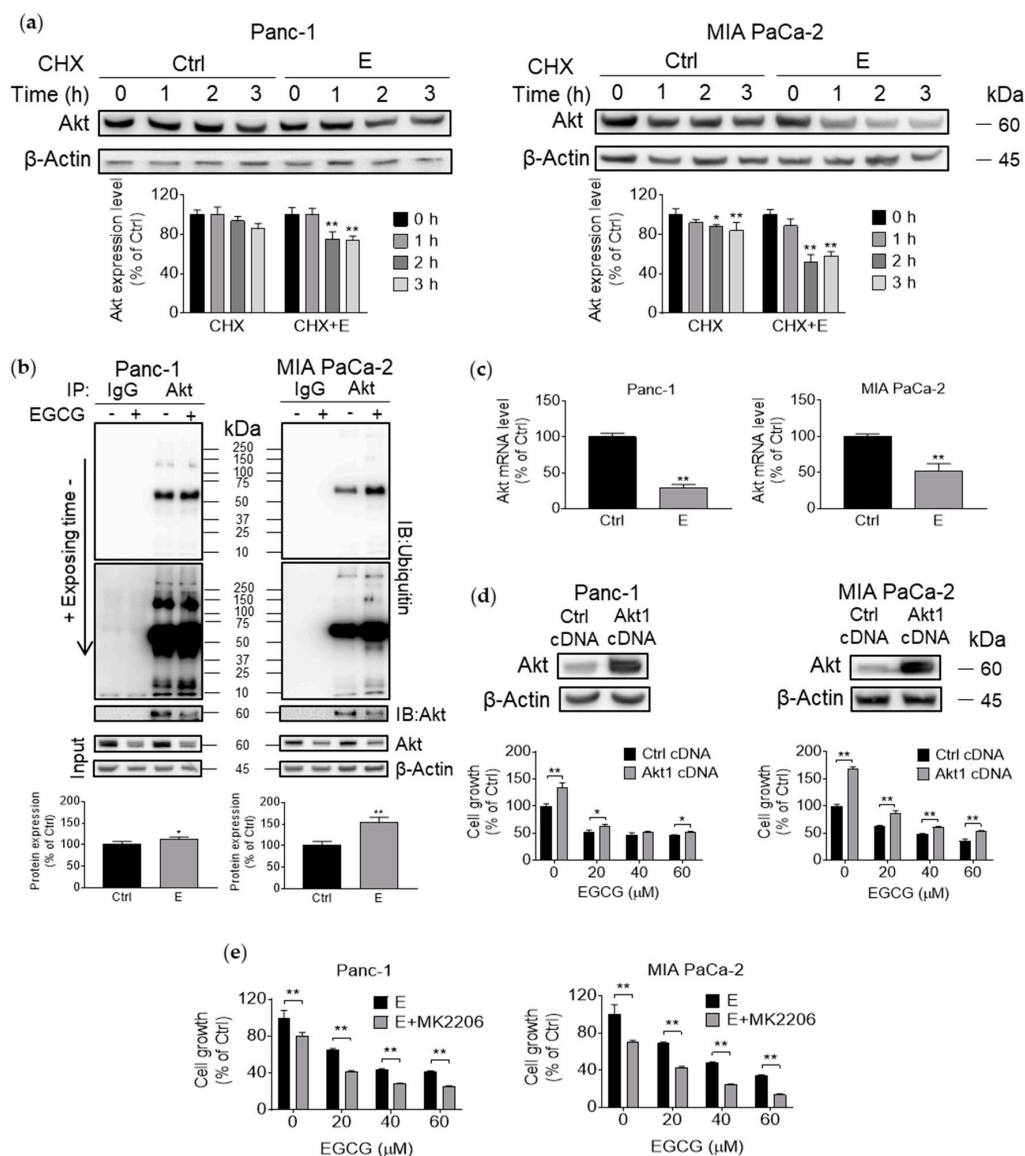 (a)
Panc-1
CHX Ctrl E
Time (h) 0 1 2 3 0 1 2 3
Akt
β-Actin
Akt expression level
(% of Ctrl)
120
80
40
0
** **
CHX CHX+E
0 h
1 h
2 h
3 h
MIA PaCa-2
CHX Ctrl E
Time (h) 0 1 2 3 0 1 2 3 kDa
Akt — 60
β-Actin — 45
Akt expression level
(% of Ctrl)
120
80
40
0
* ** ** **
CHX CHX+E
0 h
1 h
2 h
3 h
(b)
Panc-1 MIA PaCa-2
IP: IgG Akt IgG Akt
EGCG - + - + kDa - + - +
250
150
100
75
50
37
25
10
250
150
100
75
50
37
25
10
+ Exposing time -
IB:Ubiquitin
60 IB:Akt
Input
60 Akt
45 β-Actin
Protein expression
(% of Ctrl)
200
150
100
50
0
*
Ctrl E
Protein expression
(% of Ctrl)
200
150
100
50
0
**
Ctrl E
(c)
Panc-1
Akt mRNA level
(% of Ctrl)
150
100
50
0
**
Ctrl E
MIA PaCa-2
Akt mRNA level
(% of Ctrl)
150
100
50
0
**
Ctrl E
(d)
Panc-1
Ctrl cDNA
Akt1 cDNA
Akt
β-Actin
MIA PaCa-2
Ctrl cDNA
Akt1 cDNA
kDa
Akt — 60
β-Actin — 45
Cell growth
(% of Ctrl)
200
150
100
50
0
** * *
Ctrl cDNA
Akt1 cDNA
0 20 40 60
EGCG (μM)
Cell growth
(% of Ctrl)
200
150
100
50
0
** ** ** **
Ctrl cDNA
Akt1 cDNA
0 20 40 60
EGCG (μM)
(e)
Panc-1
Cell growth
(% of Ctrl)
120
80
40
0
** ** ** **
E
E+MK2206
0 20 40 60
EGCG (μM)
MIA PaCa-2
Cell growth
(% of Ctrl)
120
80
40
0
** ** ** **
E
E+MK2206
0 20 40 60
EGCG (μM)